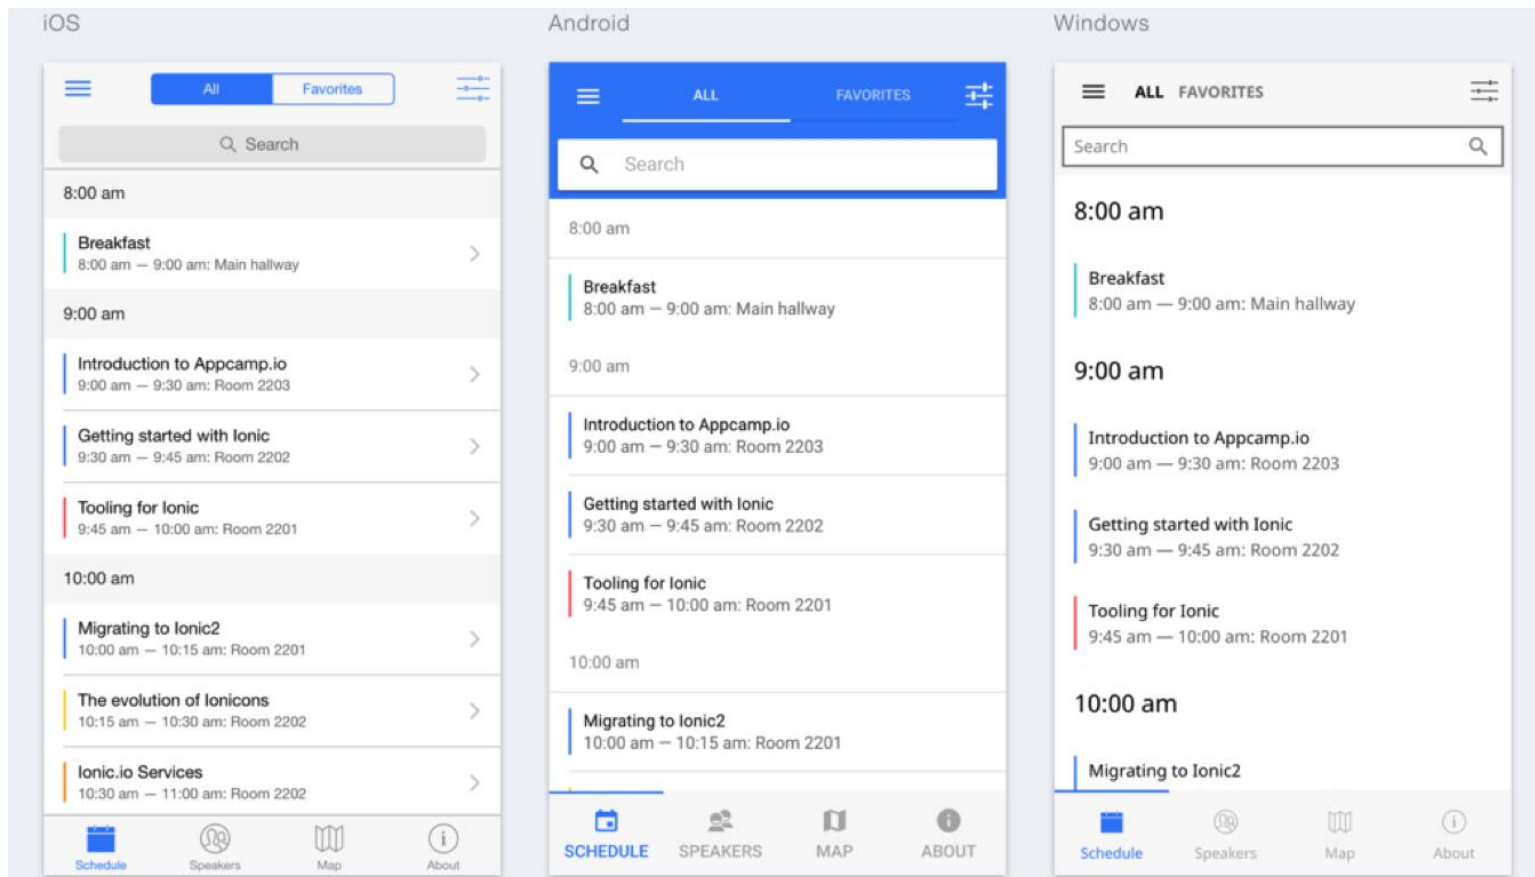 iOS
All Favorites
Search
8:00 am
Breakfast
8:00 am — 9:00 am: Main hallway
9:00 am
Introduction to Appcamp.io
9:00 am — 9:30 am: Room 2203
Getting started with Ionic
9:30 am — 9:45 am: Room 2202
Tooling for Ionic
9:45 am — 10:00 am: Room 2201
10:00 am
Migrating to Ionic2
10:00 am — 10:15 am: Room 2201
The evolution of Ionicons
10:15 am — 10:30 am: Room 2202
Ionic.io Services
10:30 am — 11:00 am: Room 2202
Schedule Speakers Map About
Android
ALL FAVORITES
Search
8:00 am
Breakfast
8:00 am — 9:00 am: Main hallway
9:00 am
Introduction to Appcamp.io
9:00 am — 9:30 am: Room 2203
Getting started with Ionic
9:30 am — 9:45 am: Room 2202
Tooling for Ionic
9:45 am — 10:00 am: Room 2201
10:00 am
Migrating to Ionic2
10:00 am — 10:15 am: Room 2201
SCHEDULE SPEAKERS MAP ABOUT
Windows
ALL FAVORITES
Search
8:00 am
Breakfast
8:00 am — 9:00 am: Main hallway
9:00 am
Introduction to Appcamp.io
9:00 am — 9:30 am: Room 2203
Getting started with Ionic
9:30 am — 9:45 am: Room 2202
Tooling for Ionic
9:45 am — 10:00 am: Room 2201
10:00 am
Migrating to Ionic2
Schedule Speakers Map About